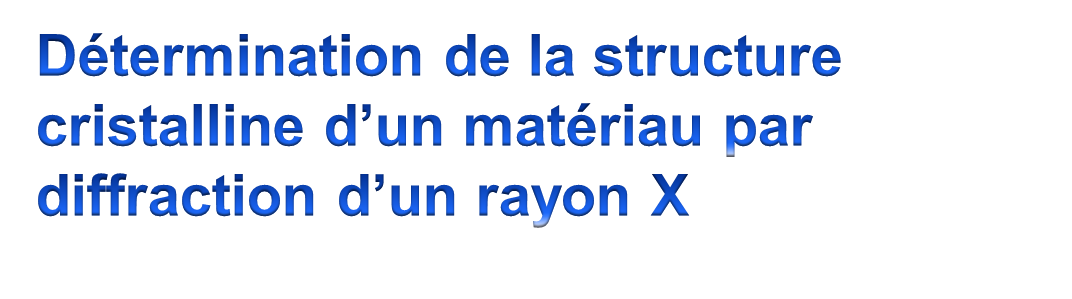 Détermination de la structure
cristalline d’un matériau par
diffraction d’un rayon X